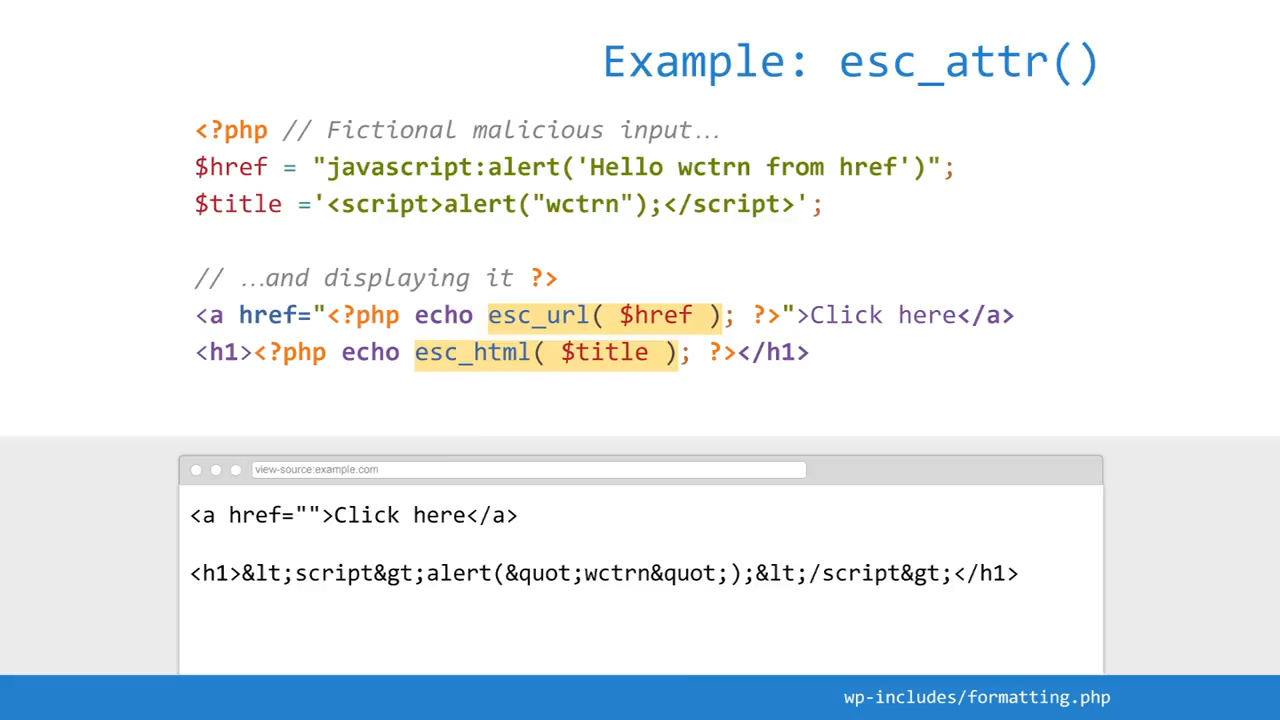 Example: esc_attr()
<?php // Fictional malicious input…
$href = "javascript:alert('Hello wctrn from href')";
$title ='<script>alert("wctrn");</script>';
// …and displaying it ?>
<a href="<?php echo esc_url( $href ); ?>">Click here</a>
<h1><?php echo esc_html( $title ); ?></h1>
view-source:example.com
<a href="">Click here</a>
<h1>&lt;script&gt;alert(&quot;wctrn&quot;);&lt;/script&gt;</h1>
wp-includes/formatting.php